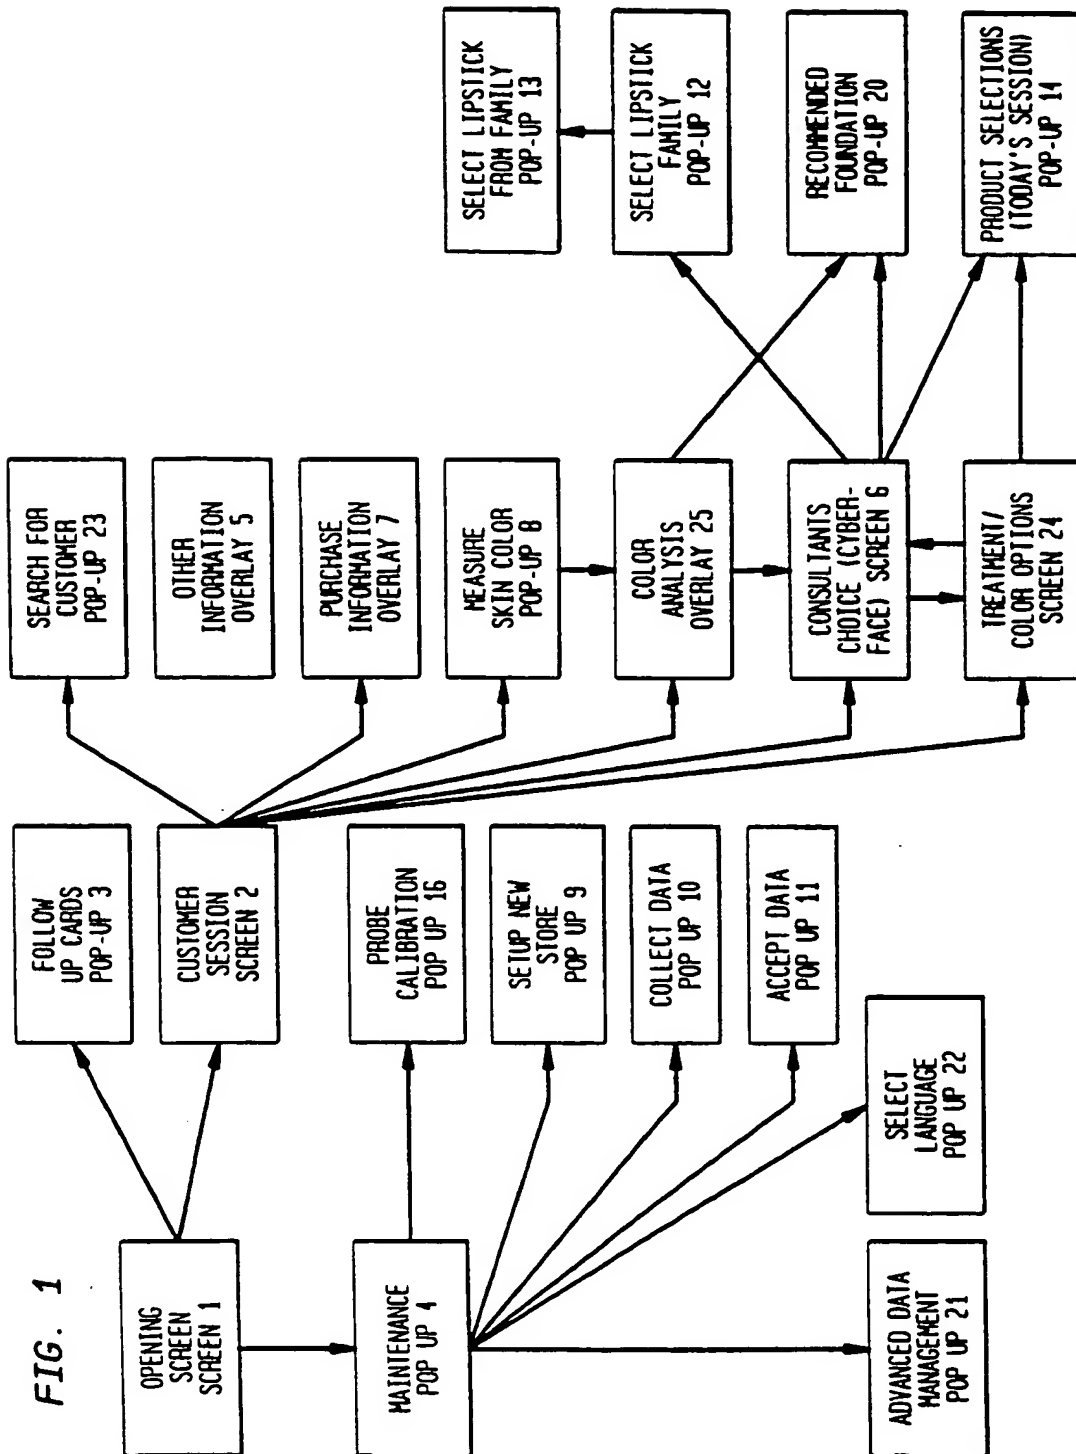 FIG. 1
OPENING
SCREEN
SCREEN 1
MAINTENANCE
POP UP 4
ADVANCED DATA
MANAGEMENT
POP UP 21
FOLLOW
UP CARDS
POP-UP 3
CUSTOMER
SESSION
SCREEN 2
PROBE
CALIBRATION
POP UP 16
SETUP NEW
STORE
POP UP 9
COLLECT DATA
POP UP 10
ACCEPT DATA
POP UP 11
SELECT
LANGUAGE
POP UP 22
SEARCH FOR
CUSTOMER
POP-UP 23
OTHER
INFORMATION
OVERLAY 5
PURCHASE
INFORMATION
OVERLAY 7
MEASURE
SKIN COLOR
POP-UP 8
COLOR
ANALYSIS
OVERLAY 25
CONSULTANTS
CHOICE (CYBER-
FACE) SCREEN 6
TREATMENT/
COLOR OPTIONS
SCREEN 24
SELECT LIPSTICK
FROM FAMILY
POP-UP 13
SELECT LIPSTICK
FAMILY
POP-UP 12
RECOMMENDED
FOUNDATION
POP-UP 20
PRODUCT SELECTIONS
(TODAY'S SESSION)
POP-UP 14